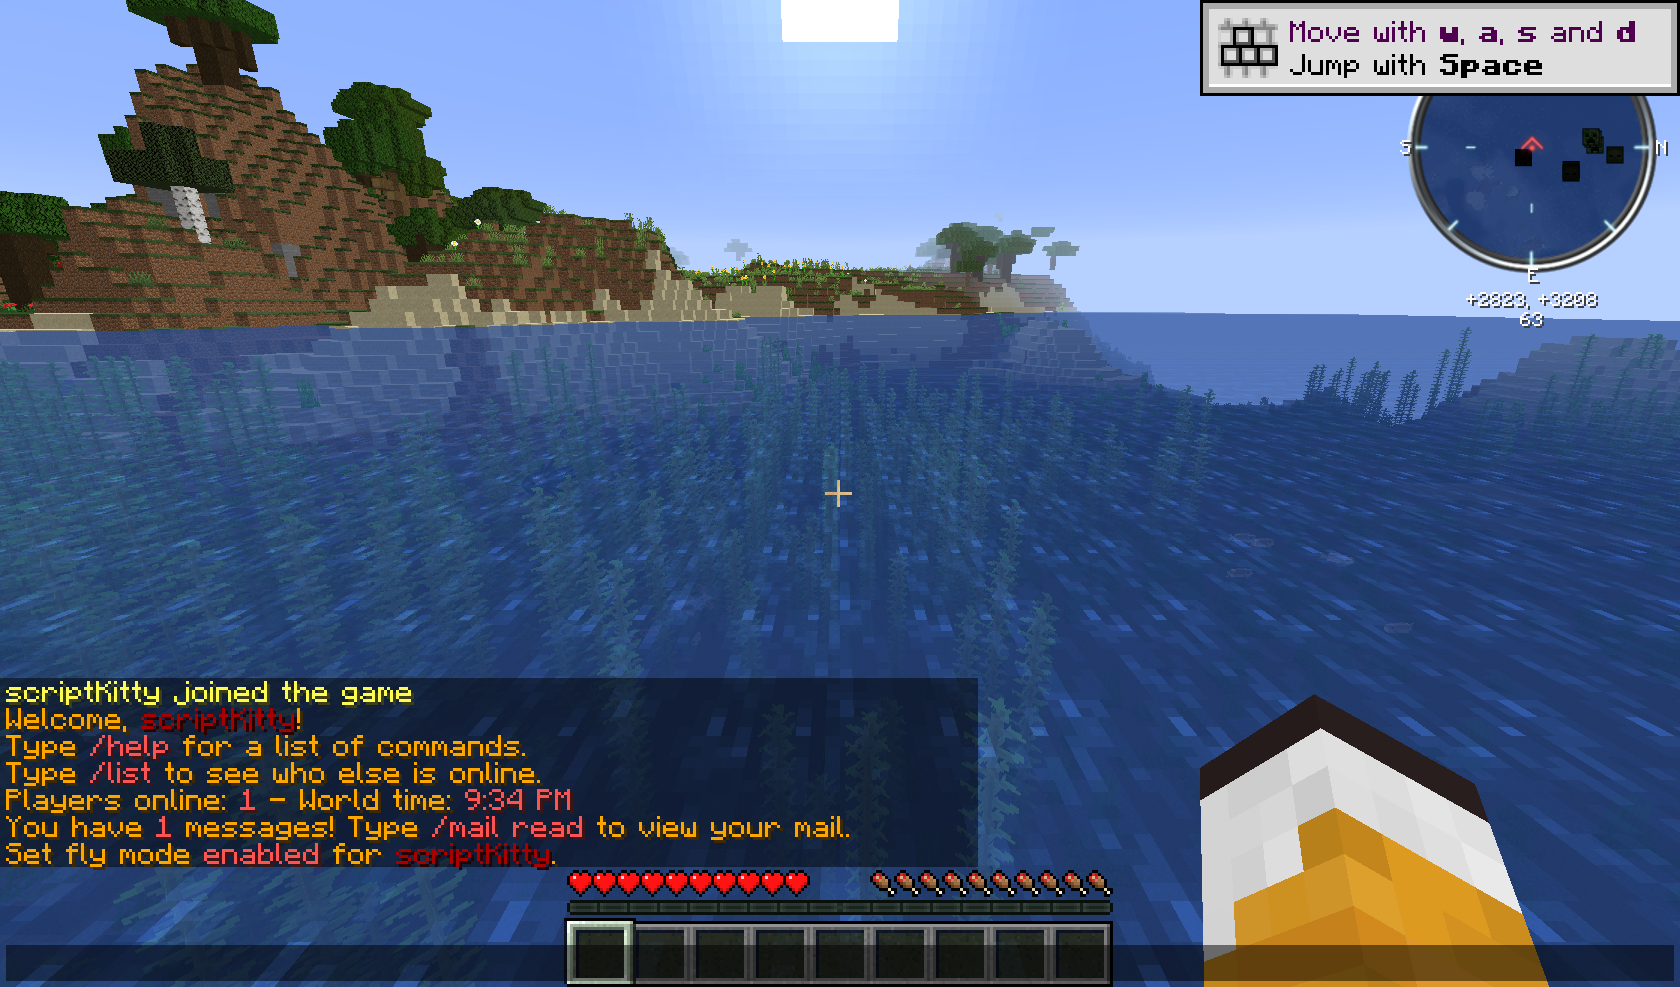 Move with w, a, s and d
Jump with Space
S
N
E
+2823, +3208
63
scriptKitty joined the game
Welcome, scriptKitty!
Type /help for a list of commands.
Type /list to see who else is online.
Players online: 1 - World time: 9:34 PM
You have 1 messages! Type /mail read to view your mail.
Set fly mode enabled for scriptKitty.